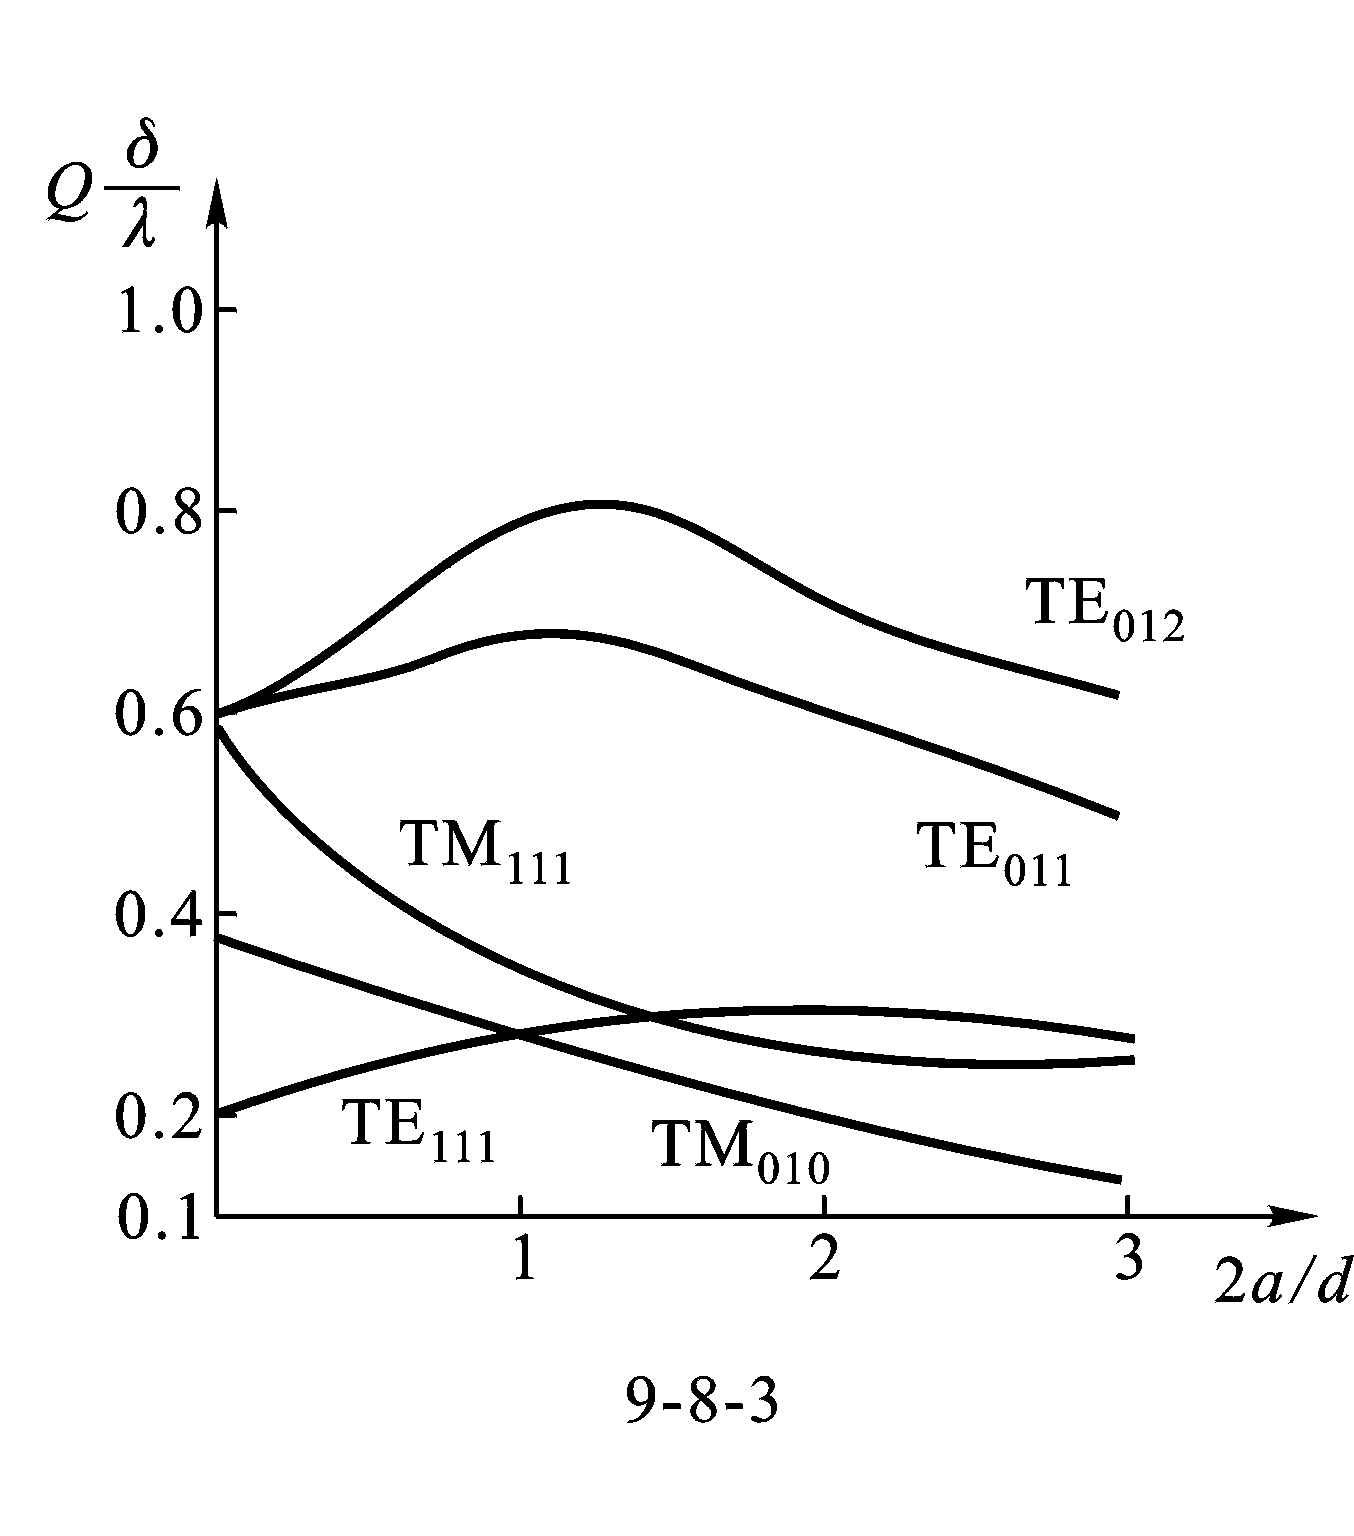 Q δ/λ
1.0
0.8
TE₀₁₂
0.6
TM₁₁₁
TE₀₁₁
0.4
0.2
TE₁₁₁
TM₀₁₀
0.1
1 2 3 2a/d
9-8-3